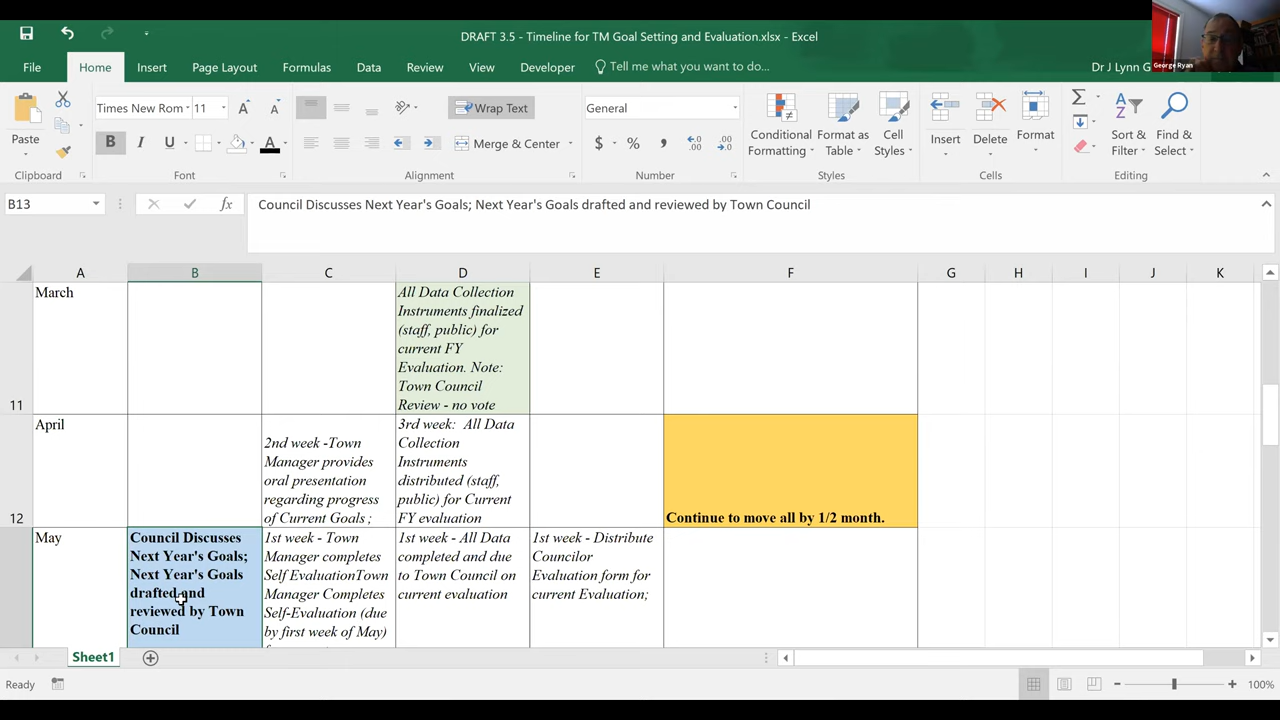 DRAFT 3.5 - Timeline for TM Goal Setting and Evaluation.xlsx - Excel
George Ryan
File Home Insert Page Layout Formulas Data Review View Developer Tell me what you want to do... Dr J Lynn G
Paste
Clipboard
Times New Rom 11
B I U A
Font
Wrap Text
Merge & Center
Alignment
General
$ % ,
Number
Conditional
Formatting
Format as
Table
Cell
Styles
Styles
Insert
Delete
Format
Cells
Sort &
Filter
Find &
Select
Editing
B13 fx Council Discusses Next Year's Goals; Next Year's Goals drafted and reviewed by Town Council
A B C D E F G H I J K
11
March
All Data Collection
Instruments finalized
(staff, public) for
current FY
Evaluation. Note:
Town Council
Review - no vote
12
April
2nd week -Town
Manager provides
oral presentation
regarding progress
of Current Goals ;
3rd week: All Data
Collection
Instruments
distributed (staff,
public) for Current
FY evaluation
Continue to move all by 1/2 month.
May
Council Discusses
Next Year's Goals;
Next Year's Goals
drafted and
reviewed by Town
Council
1st week - Town
Manager completes
Self EvaluationTown
Manager Completes
Self-Evaluation (due
by first week of May)
1st week - All Data
completed and due
to Town Council on
current evaluation
1st week - Distribute
Councilor
Evaluation form for
current Evaluation;
Sheet1
Ready
100%